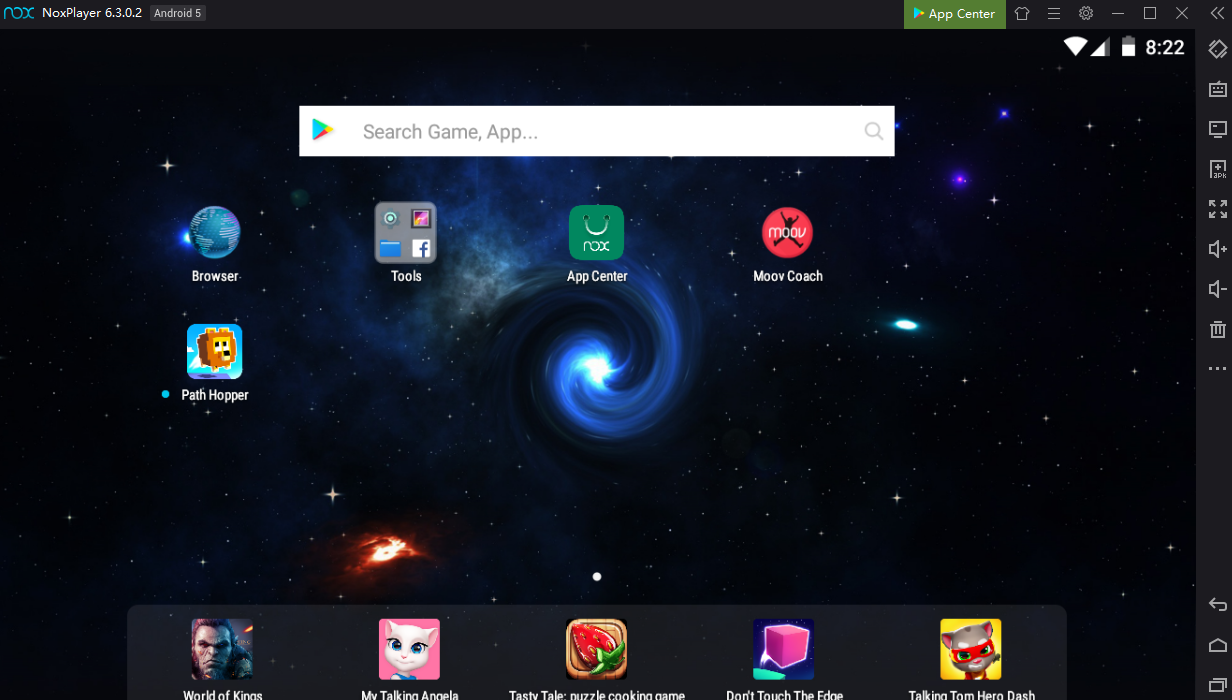 nox NoxPlayer 6.3.0.2 Android 5 App Center
8:22
Search Game, App...
nox
moov
Browser Tools App Center Moov Coach
Path Hopper
World of Kings My Talking Angela Tasty Tale: puzzle cooking game Don't Touch The Edge Talking Tom Hero Dash